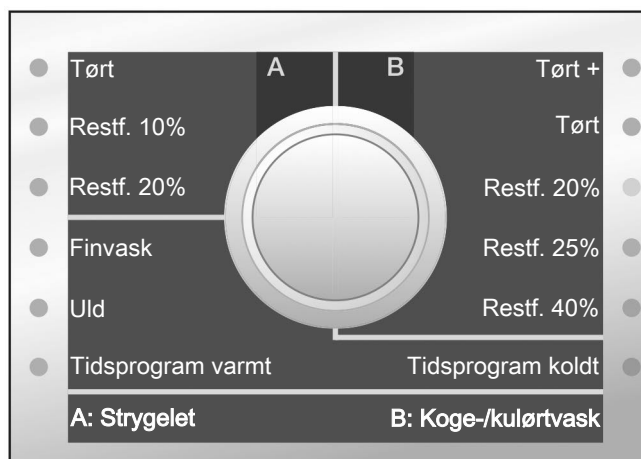 A B
Tørt Tørt +
Restf. 10% Tørt
Restf. 20% Restf. 20%
Finvask Restf. 25%
Uld Restf. 40%
Tidsprogram varmt Tidsprogram koldt
A: Strygelet B: Koge-/kulørtvask